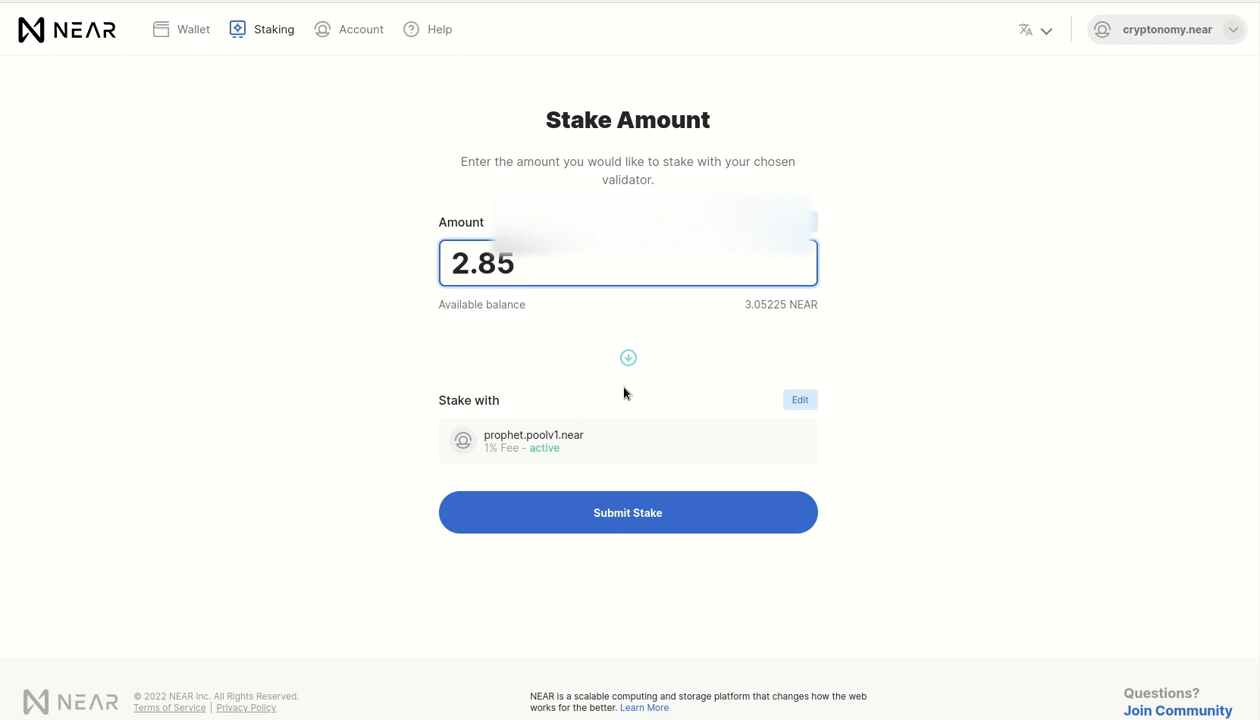 NEAR Wallet Staking Account Help cryptonomy.near
Stake Amount
Enter the amount you would like to stake with your chosen
validator.
Amount
2.85
Available balance 3.05225 NEAR
Stake with Edit
prophet.poolv1.near
1% Fee - active
Submit Stake
NEAR
© 2022 NEAR Inc. All Rights Reserved.
Terms of Service | Privacy Policy
NEAR is a scalable computing and storage platform that changes how the web
works for the better. Learn More
Questions?
Join Community